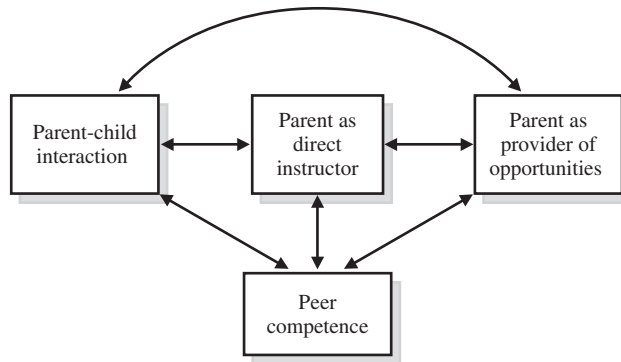 Parent-child
interaction
Parent as
direct
instructor
Parent as
provider of
opportunities
Peer
competence